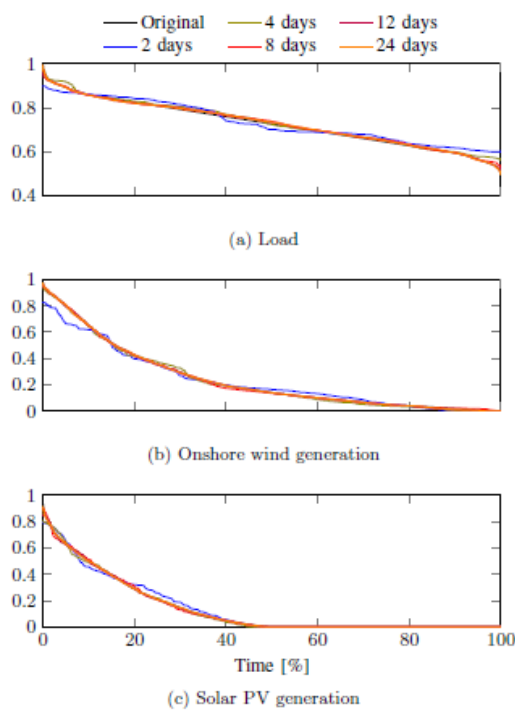 Original 4 days 12 days
2 days 8 days 24 days
1
0.8
0.6
0.4
(a) Load
1
0.8
0.6
0.4
0.2
0
(b) Onshore wind generation
1
0.8
0.6
0.4
0.2
0
0 20 40 60 80 100
Time [%]
(c) Solar PV generation